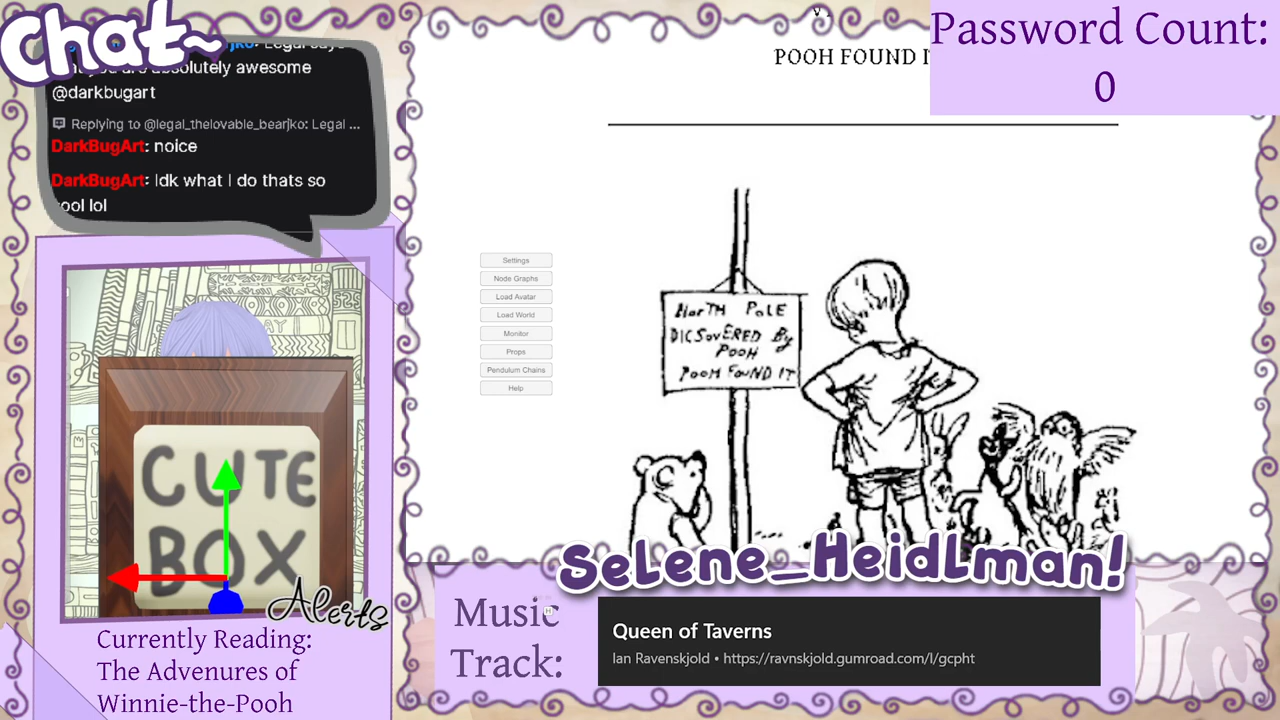 Chat~
absolutely awesome
@darkbugart
Replying to @legal_thelovable_bearjko: Legal ...
DarkBugArt: noice
DarkBugArt: Idk what I do thats so
ool lol
CUTE
BOX
Alerts
Currently Reading:
The Advenures of
Winnie-the-Pooh
POOH FOUND
Password Count:
0
Settings
Node Graphs
Load Avatar
Load World
Monitor
Props
Pendulum Chains
Help
NorTH PoLE
DICSovERED By
PooH
PooH FouND IT
Selene_Heidlman!
Music
Track:
Queen of Taverns
Ian Ravenskjold • https://ravnskjold.gumroad.com/l/gcpht